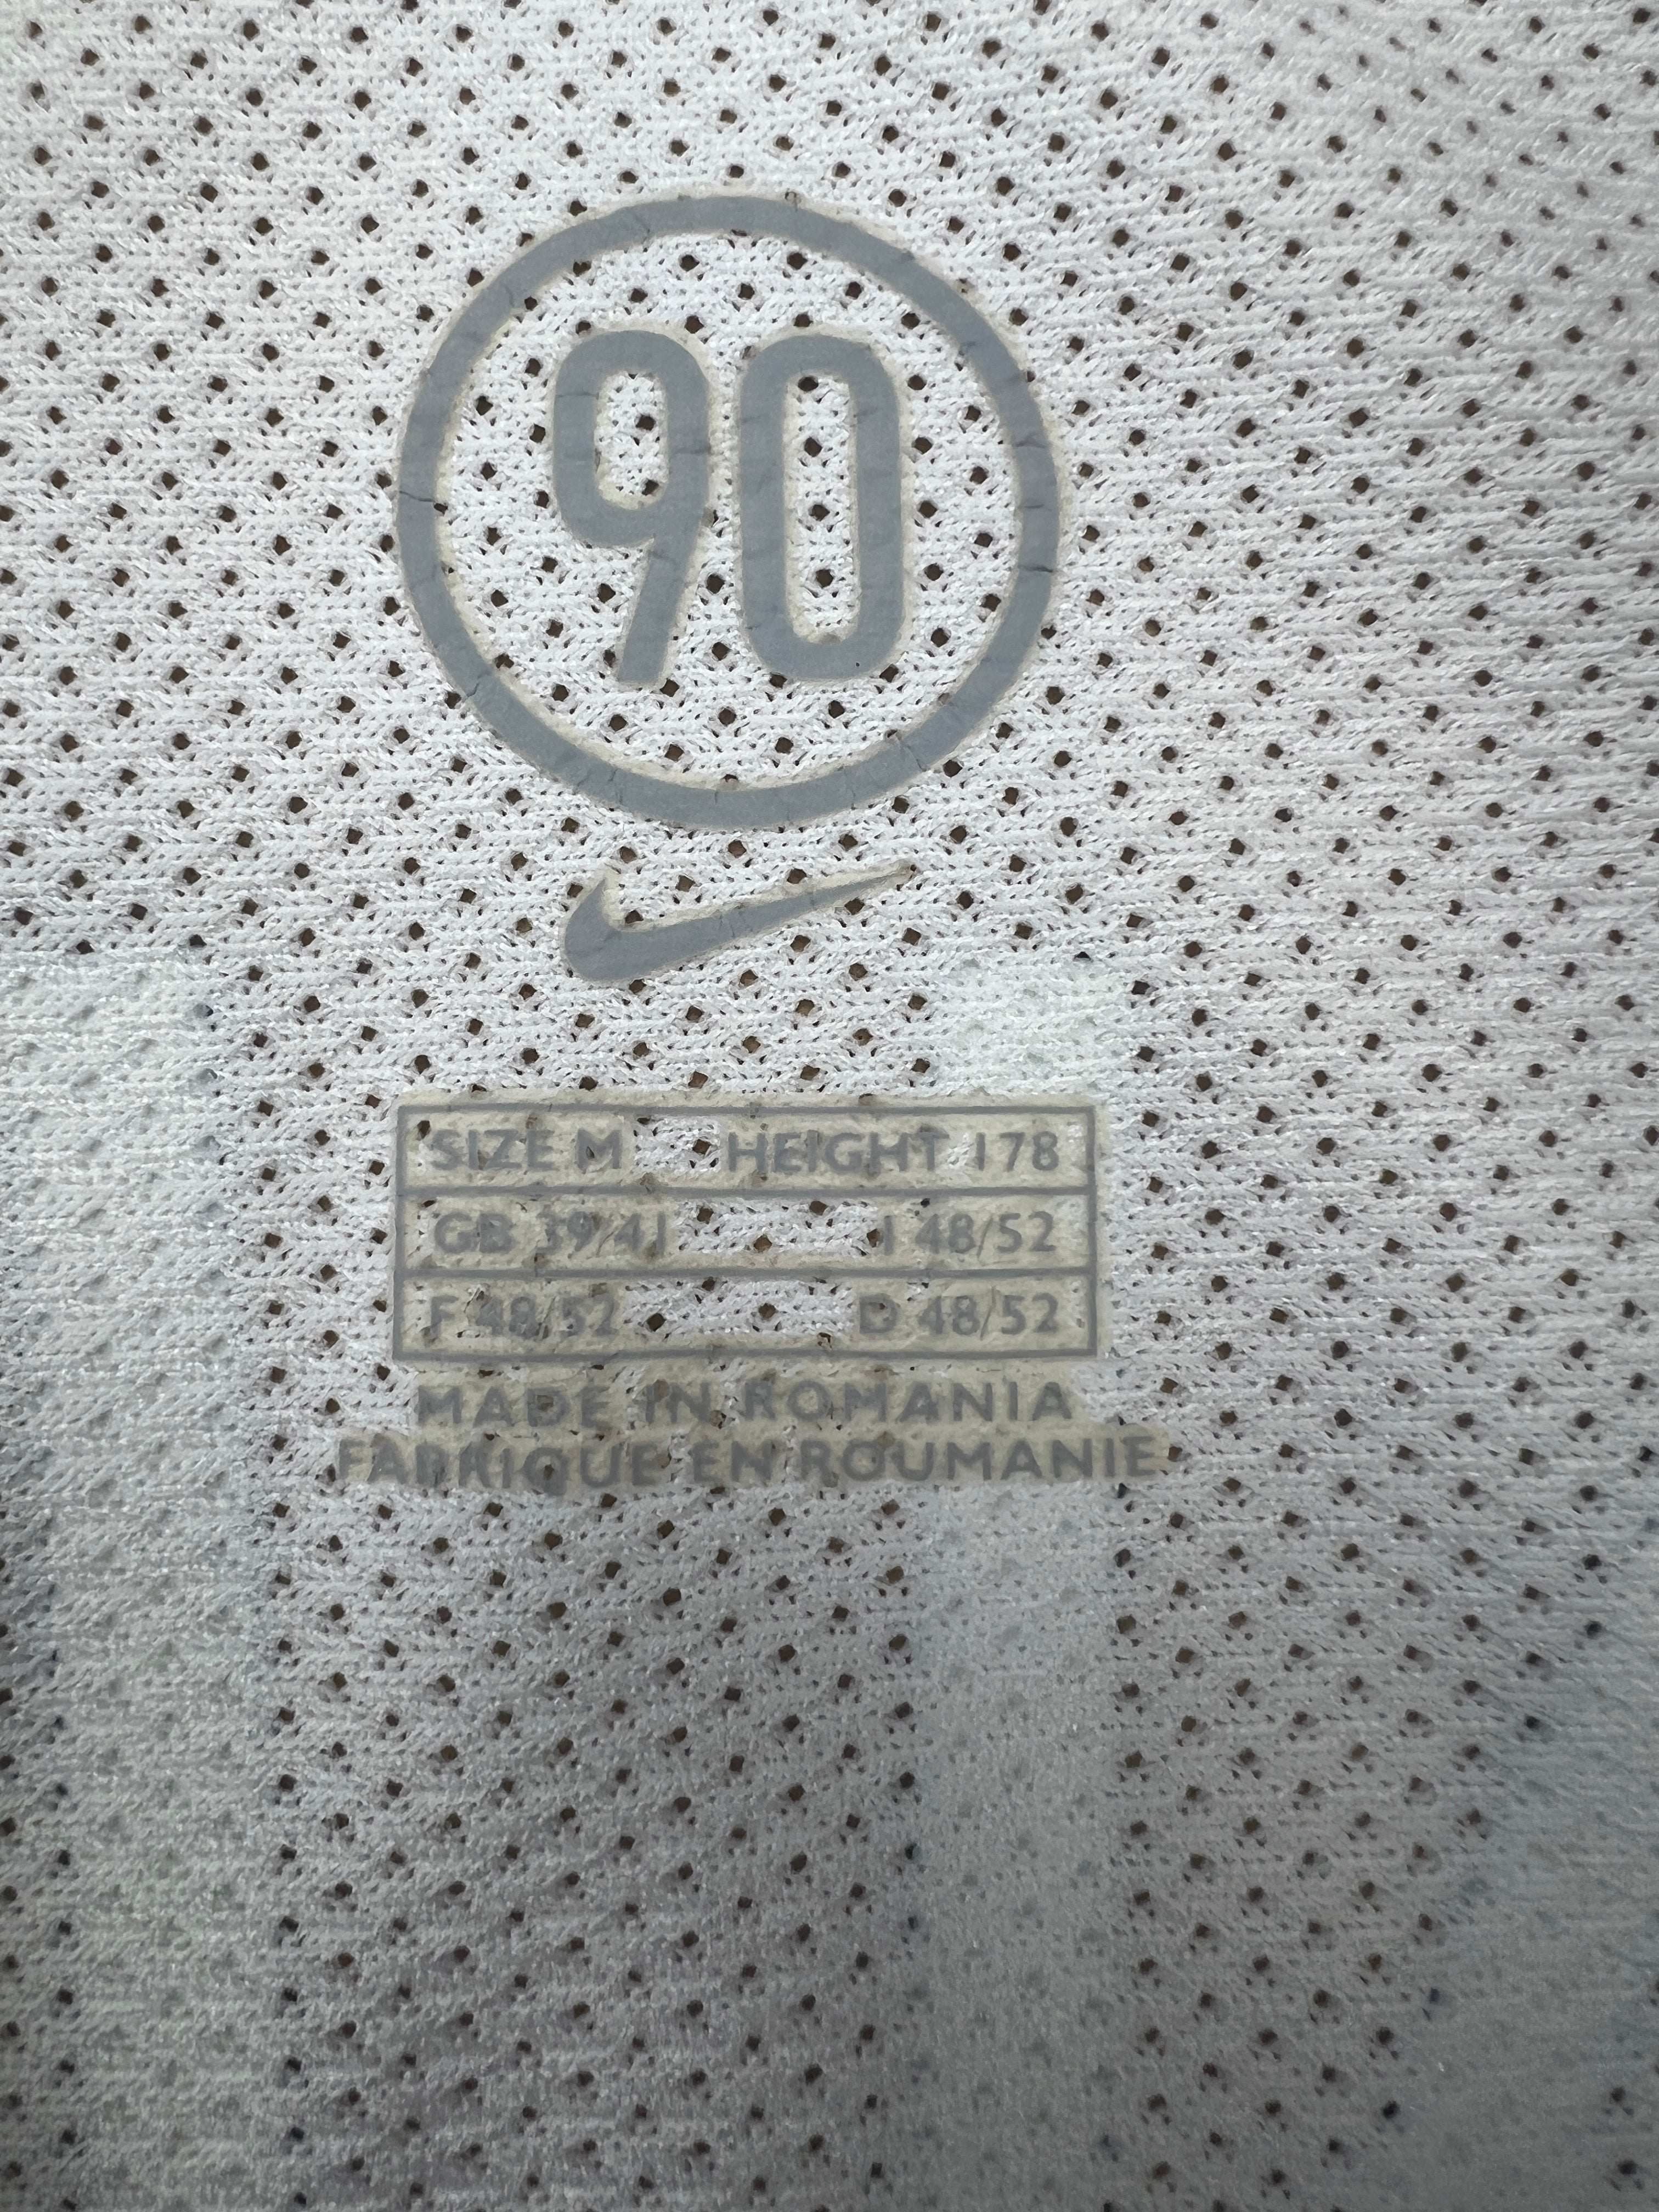 90
SIZE M HEIGHT 178
GB 39/41 I 48/52
F 48/52 D 48/52
MADE IN ROMANIA
FABRIQUE EN ROUMANIE